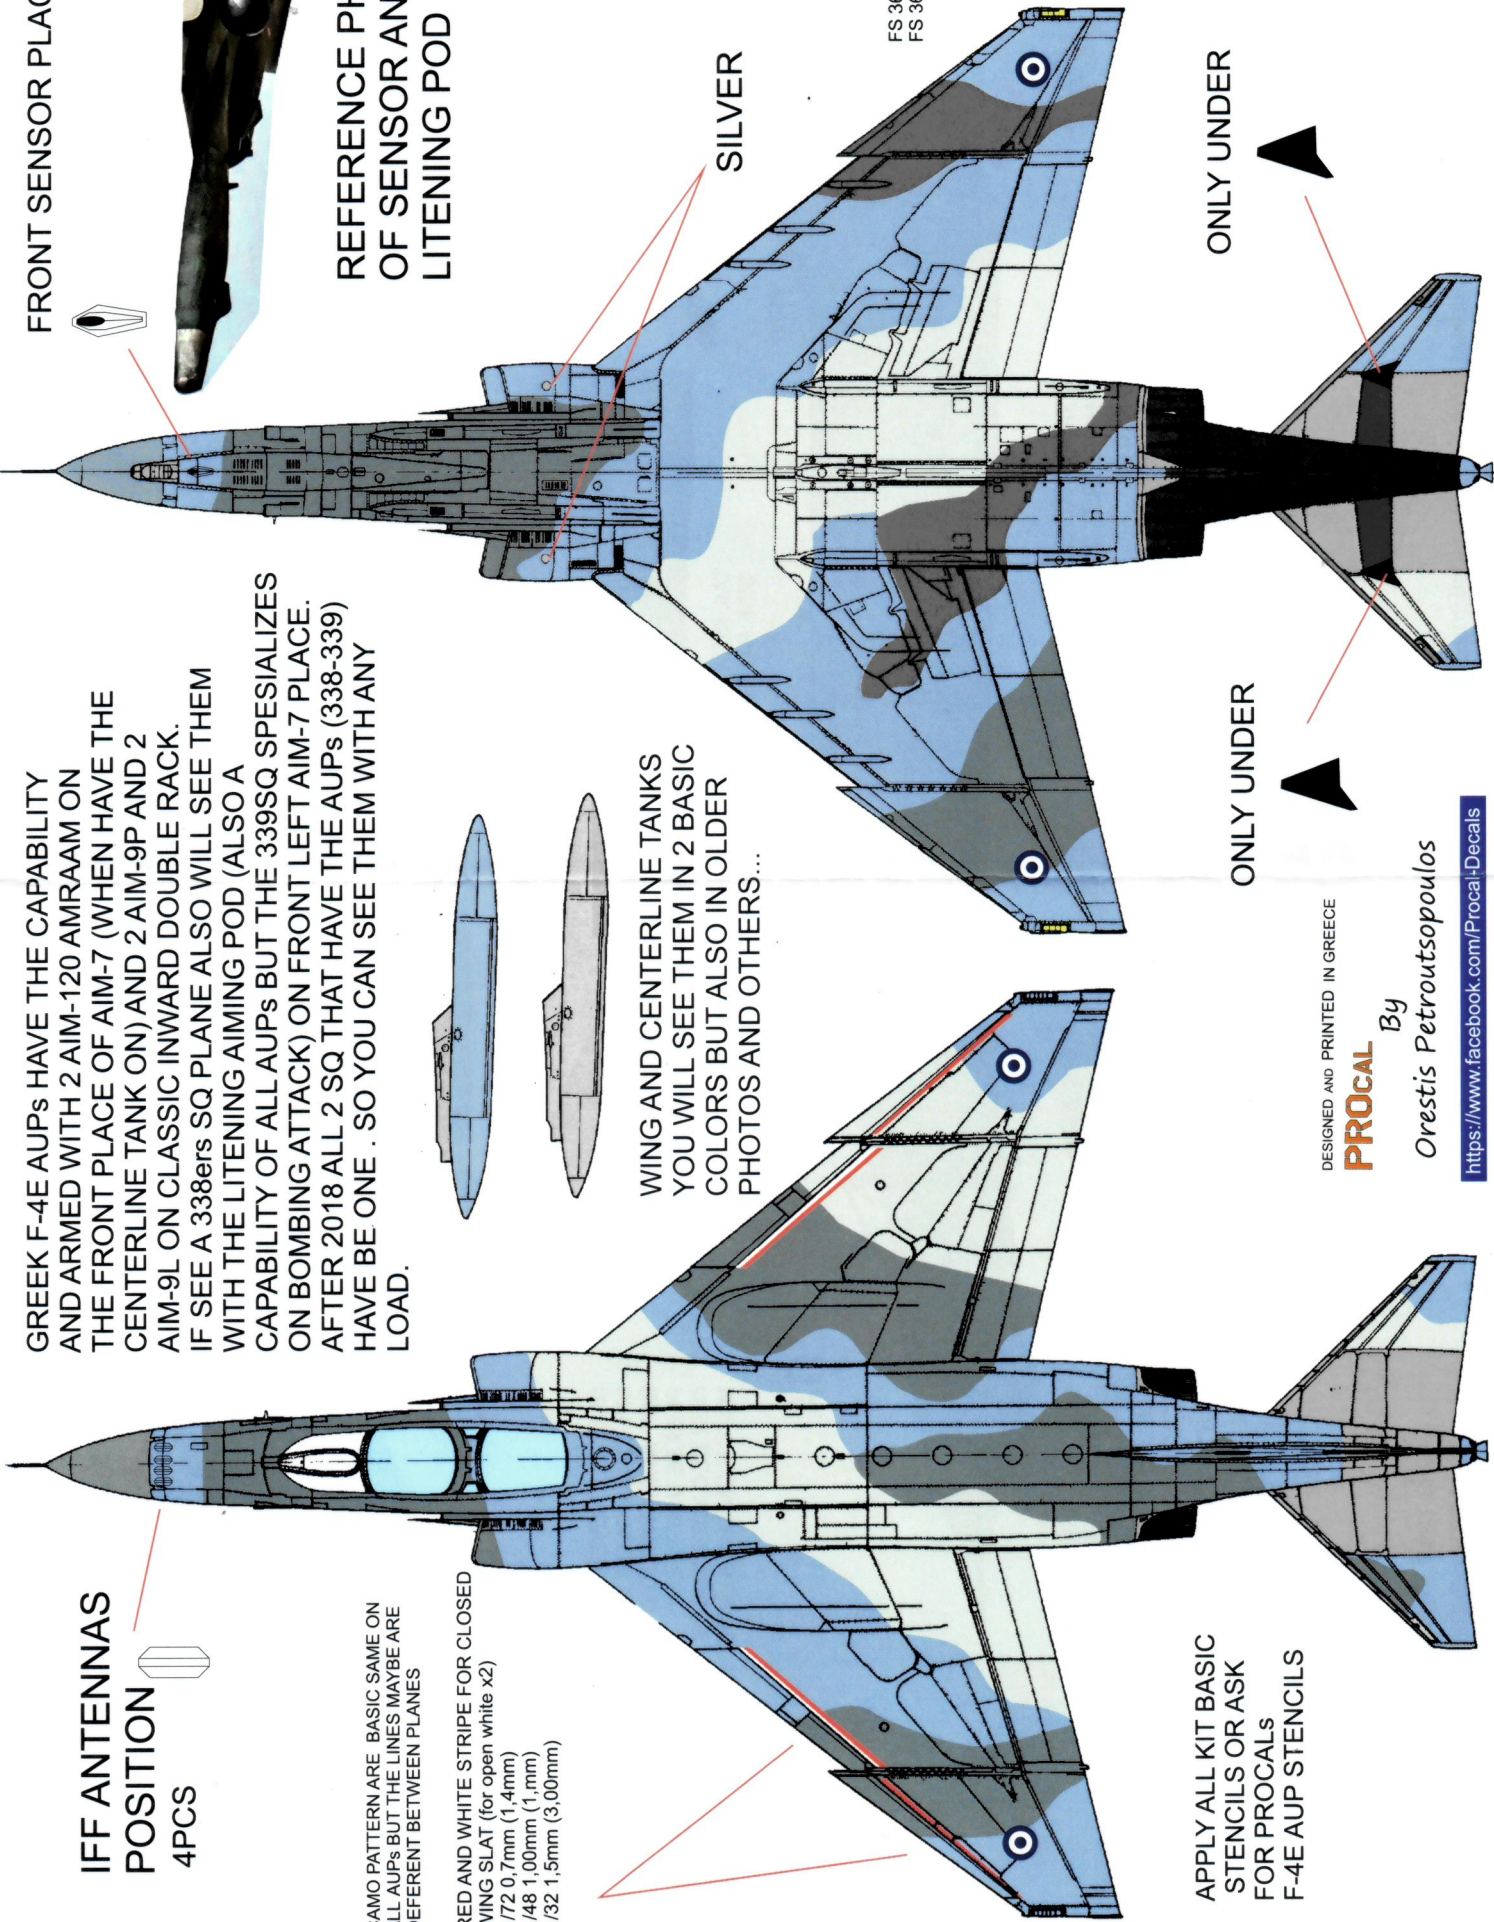 IFF ANTENNAS
POSITION
4PCS
AMO PATTERN ARE BASIC SAME ON
LL AUPs BUT THE LINES MAYBE ARE
DEFERENT BETWEEN PLANES
RED AND WHITE STRIPE FOR CLOSED
WING SLAT (for open white x2)
/72 0,7mm (1,4mm)
/48 1,00mm (1,mm)
/32 1,5mm (3,00mm)
APPLY ALL KIT BASIC
STENCILS OR ASK
FOR PROCALs
F-4E AUP STENCILS
GREEK F-4E AUPs HAVE THE CAPABILITY
AND ARMED WITH 2 AIM-120 AMRAAM ON
THE FRONT PLACE OF AIM-7 (WHEN HAVE THE
CENTERLINE TANK ON) AND 2 AIM-9P AND 2
AIM-9L ON CLASSIC INWARD DOUBLE RACK.
IF SEE A 338ers SQ PLANE ALSO WILL SEE THEM
WITH THE LITENING AIMING POD (ALSO A
CAPABILITY OF ALL AUPs BUT THE 339SQ SPESIALIZES
ON BOMBING ATTACK) ON FRONT LEFT AIM-7 PLACE.
AFTER 2018 ALL 2 SQ THAT HAVE THE AUPs (338-339)
HAVE BE ONE . SO YOU CAN SEE THEM WITH ANY
LOAD.
WING AND CENTERLINE TANKS
YOU WILL SEE THEM IN 2 BASIC
COLORS BUT ALSO IN OLDER
PHOTOS AND OTHERS...
DESIGNED AND PRINTED IN GREECE
PROCAL
By
Orestis Petroutsopoulos
https://www.facebook.com/Procal-Decals
FRONT SENSOR PLAC
REFERENCE PH
OF SENSOR AN
LITENING POD
SILVER
FS 36
FS 36
ONLY UNDER
ONLY UNDER